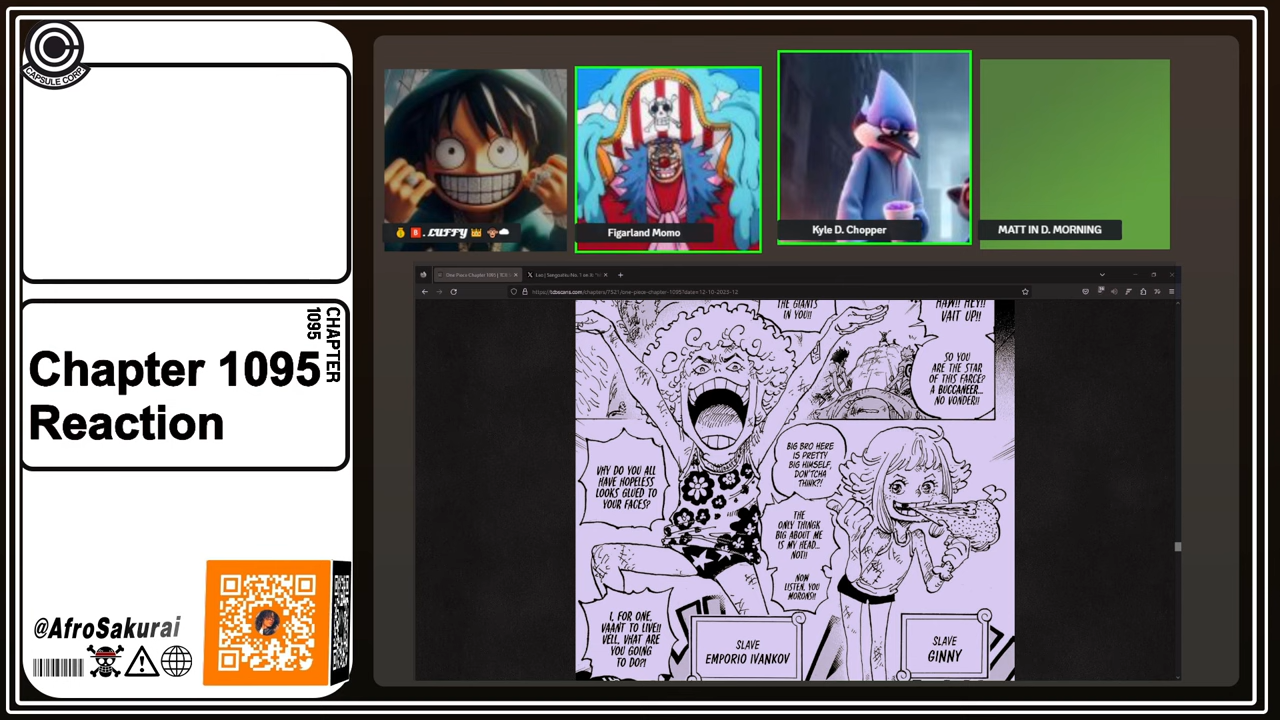 CAPSULE CORP.
CHAPTER
1095
Chapter 1095
Reaction
@AfroSakurai
LUFFY
Figarland Momo
Kyle D. Chopper
MATT IN D. MORNING
THE GIANTS
IN YOU!!
HAW!! HEY!!
VAIT UP!!
SO YOU
ARE THE STAR
OF THIS FARCE?
A BUCCANEER...
NO VONDER!!
BIG BRO HERE
IS PRETTY
BIG HIMSELF,
DON'TCHA
THINK?!
VHY DO YOU ALL
HAVE HOPELESS
LOOKS GLUED TO
YOUR FACES?
THE
ONLY THINGK
BIG ABOUT ME
IS MY HEAD...
NOT!!
NOW
LISTEN, YOU
MORONS!!
I, FOR ONE,
VAANT TO LIVE!!
VELL, VHAT ARE
YOU GOING
TO DO?!
SLAVE
EMPORIO IVANKOV
SLAVE
GINNY